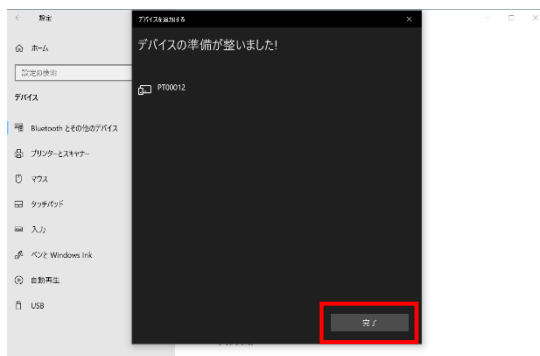 設定
デバイスを追加する
ホーム
デバイスの準備が整いました!
設定の検索
PT00012
デバイス
Bluetooth とその他のデバイス
プリンターとスキャナー
マウス
タッチパッド
入力
ペンと Windows Ink
自動再生
USB
完了